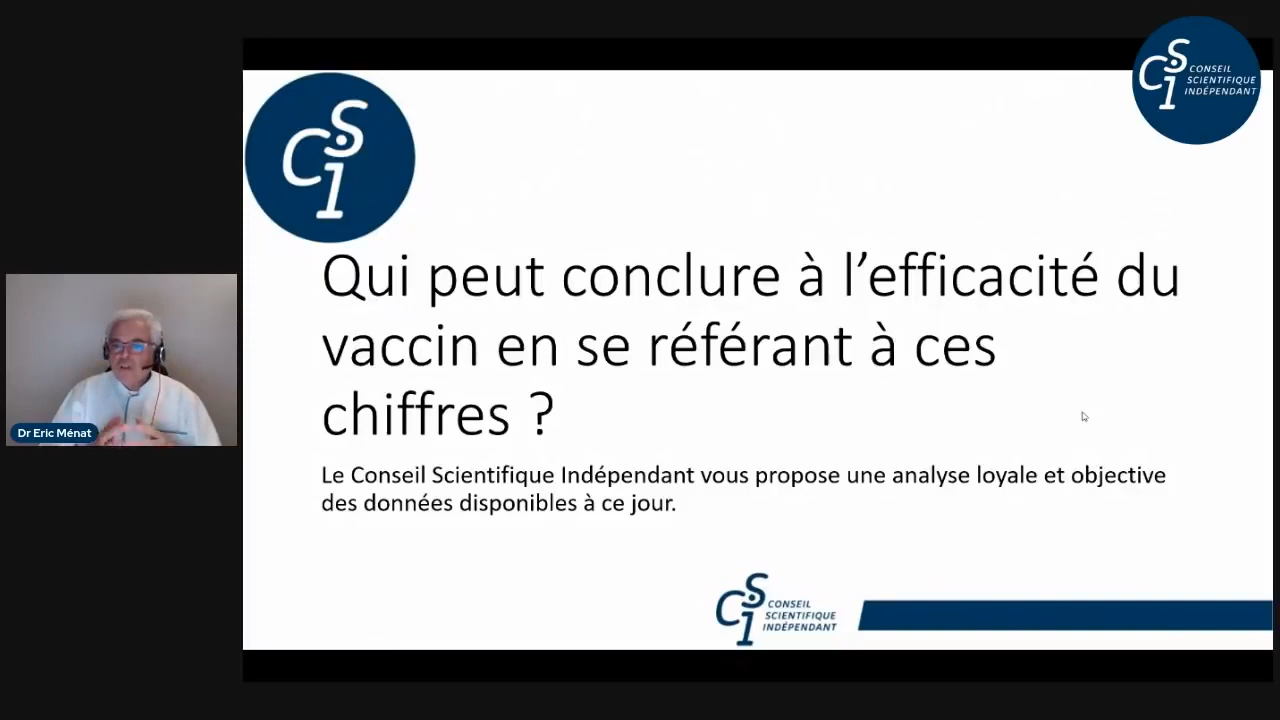 CSI
CONSEIL
SCIENTIFIQUE
INDÉPENDANT
CSI
Qui peut conclure à l'efficacité du
vaccin en se référant à ces
chiffres ?
Le Conseil Scientifique Indépendant vous propose une analyse loyale et objective
des données disponibles à ce jour.
Dr Eric Ménat
CSI
CONSEIL
SCIENTIFIQUE
INDÉPENDANT